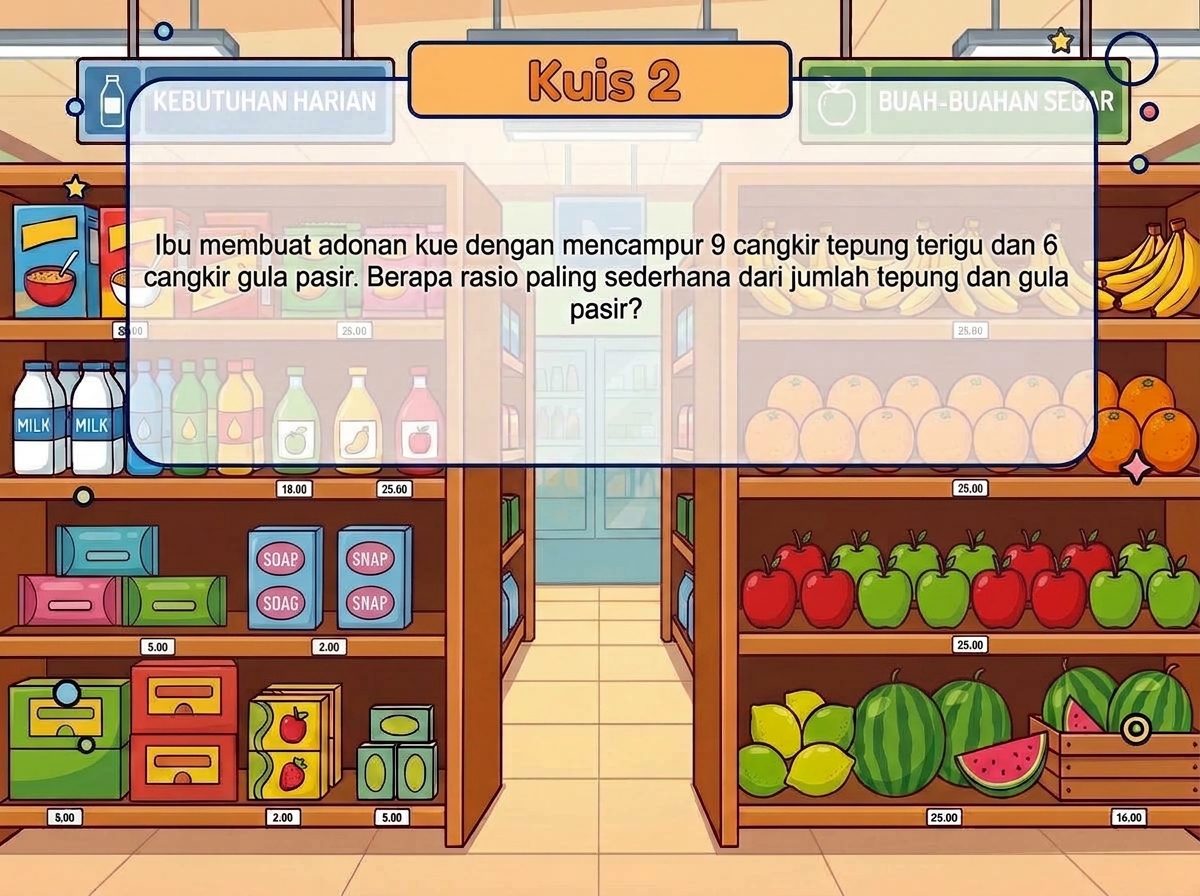 Kuis 2
KEBUTUHAN HARIAN
BUAH-BUAHAN SEGAR
Ibu membuat adonan kue dengan mencampur 9 cangkir tepung terigu dan 6
cangkir gula pasir. Berapa rasio paling sederhana dari jumlah tepung dan gula
pasir?
25.00
MILK MILK
18.00 25.60
25.00
SOAP SNAP
SOAG SNAP
5.00 2.00
25.00
2.00 5.00
25.00 16.00